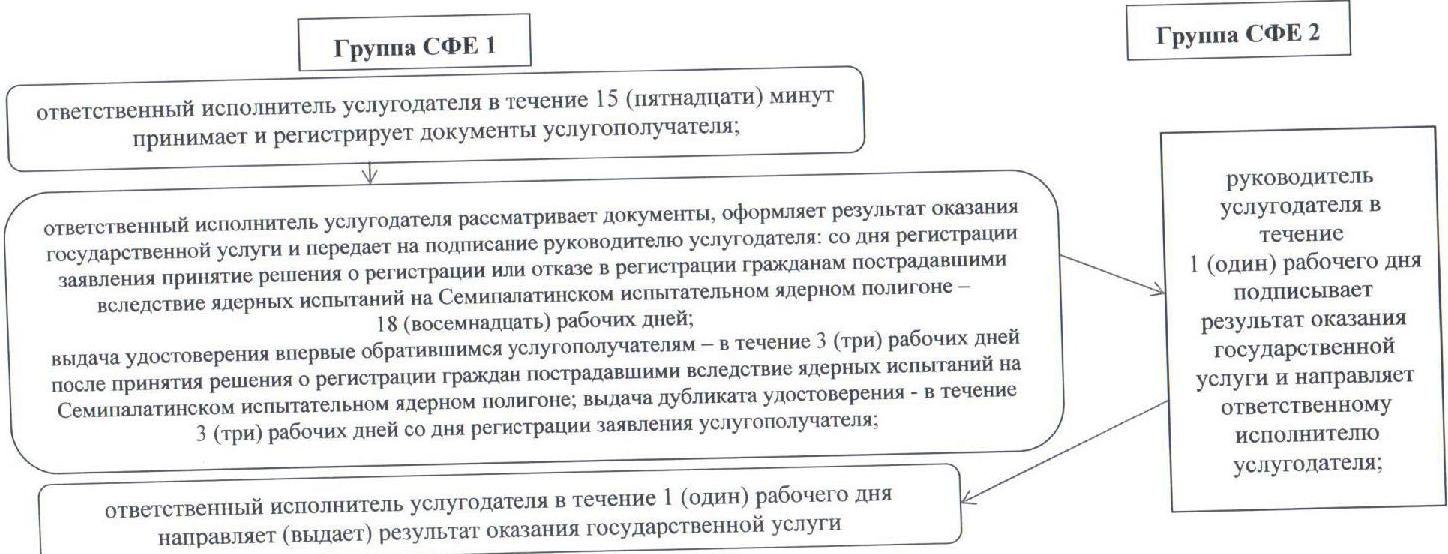 Группа СФЕ 1
Группа СФЕ 2
ответственный исполнитель услугодателя в течение 15 (пятнадцати) минут
принимает и регистрирует документы услугополучателя;
ответственный исполнитель услугодателя рассматривает документы, оформляет результат оказания
государственной услуги и передает на подписание руководителю услугодателя: со дня регистрации
заявления принятие решения о регистрации или отказе в регистрации гражданам пострадавшими
вследствие ядерных испытаний на Семипалатинском испытательном ядерном полигоне –
18 (восемнадцать) рабочих дней;
выдача удостоверения впервые обратившимся услугополучателям – в течение 3 (три) рабочих дней
после принятия решения о регистрации граждан пострадавшими вследствие ядерных испытаний на
Семипалатинском испытательном ядерном полигоне; выдача дубликата удостоверения - в течение
3 (три) рабочих дней со дня регистрации заявления услугополучателя;
руководитель
услугодателя в
течение
1 (один) рабочего дня
подписывает
результат оказания
государственной
услуги и направляет
ответственному
исполнителю
услугодателя;
ответственный исполнитель услугодателя в течение 1 (один) рабочего дня
направляет (выдает) результат оказания государственной услуги